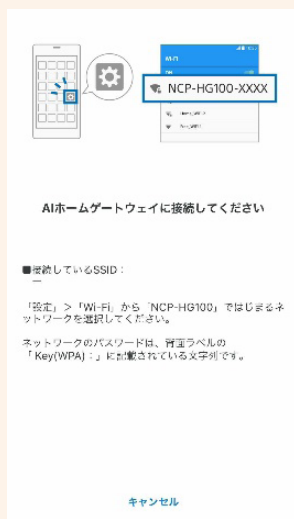 Wi-Fi
ON
NCP-HG100-XXXX
AIホームゲートウェイに接続してください
■接続しているSSID：
―
「設定」＞「Wi-Fi」から「NCP-HG100」ではじまるネ
ットワークを選択してください。
ネットワークのパスワードは、背面ラベルの
「Key(WPA)：」に記載されている文字列です。
キャンセル